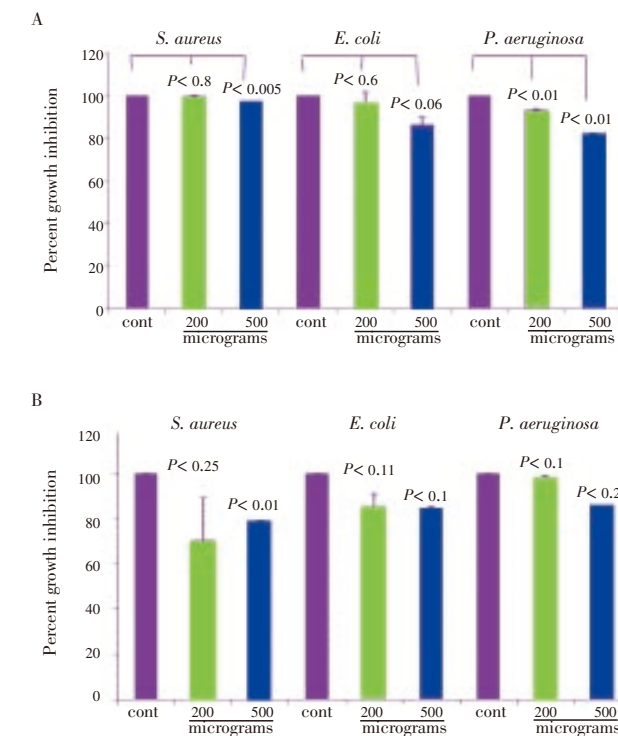 A
S. aureus E. coli P. aeruginosa
Percent growth inhibition
120
100
80
60
40
20
0
P< 0.8 P< 0.005 P< 0.6 P< 0.06 P< 0.01 P< 0.01
cont 200 500 cont 200 500 cont 200 500
micrograms micrograms micrograms
B
S. aureus E. coli P. aeruginosa
Percent growth inhibition
120
100
80
60
40
20
0
P< 0.25 P< 0.01 P< 0.11 P< 0.1 P< 0.1 P< 0.2
cont 200 500 cont 200 500 cont 200 500
micrograms micrograms micrograms